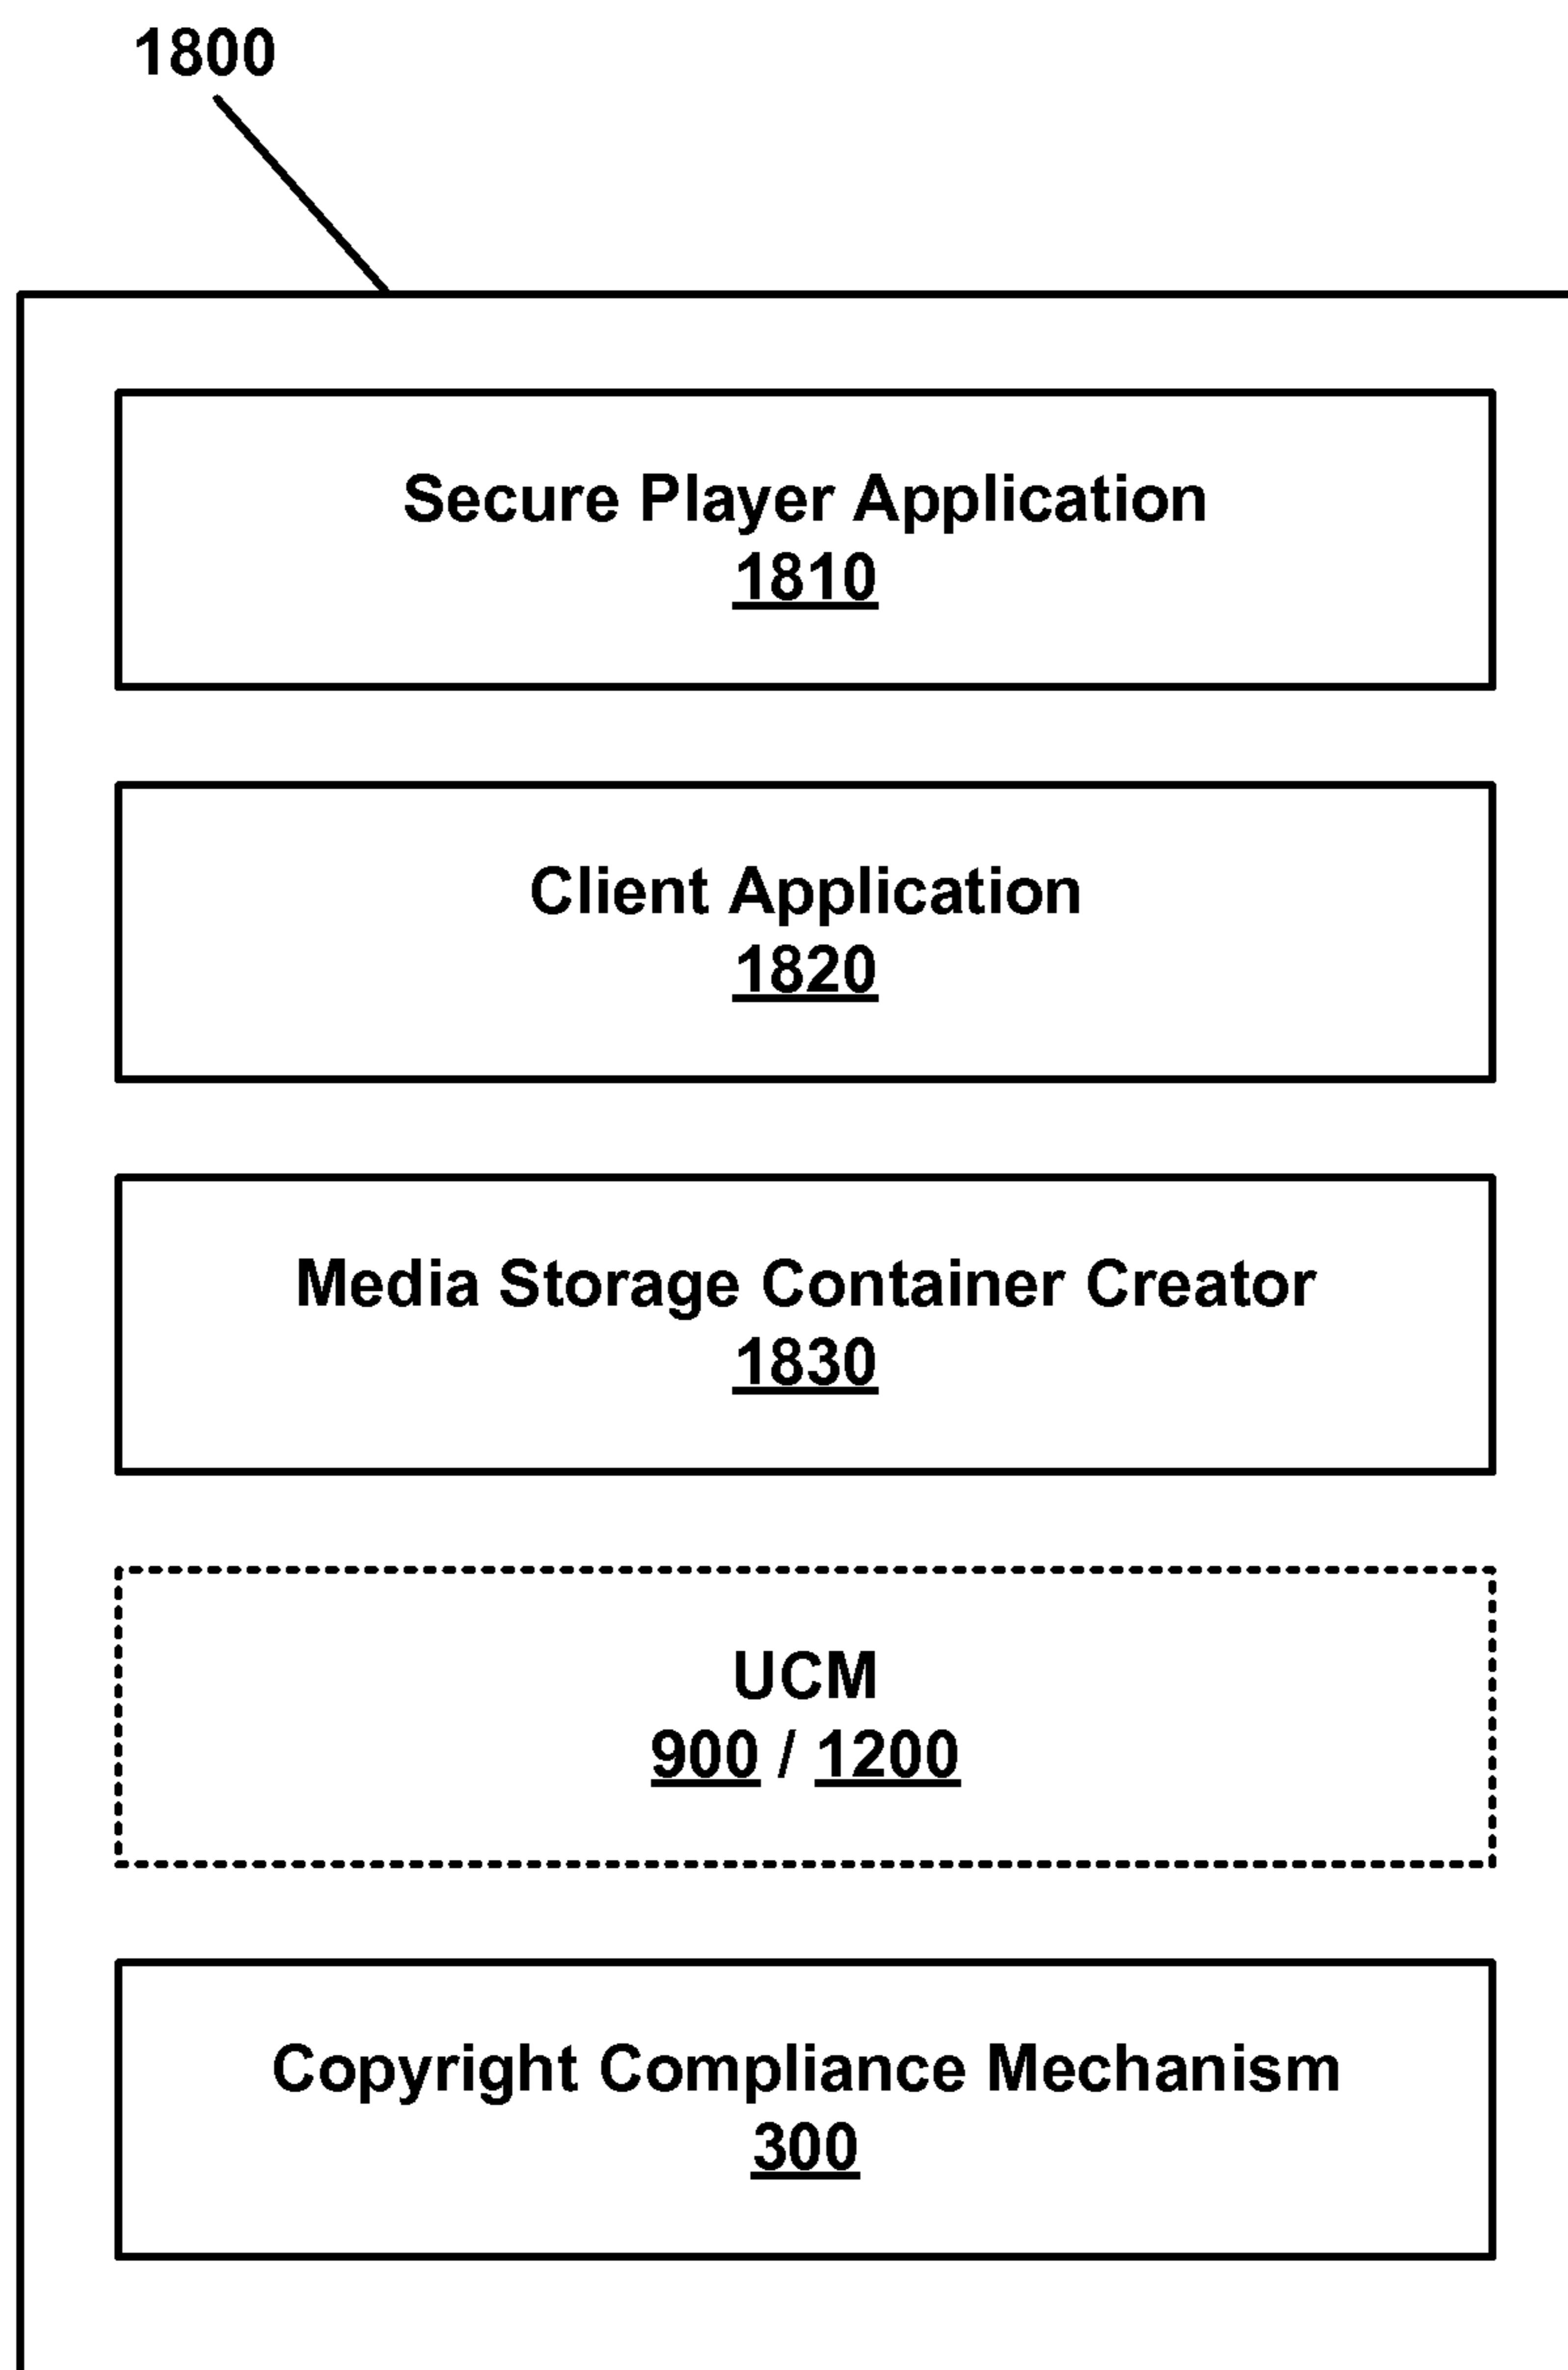 1800
Secure Player Application
1810
Client Application
1820
Media Storage Container Creator
1830
UCM
900 / 1200
Copyright Compliance Mechanism
300